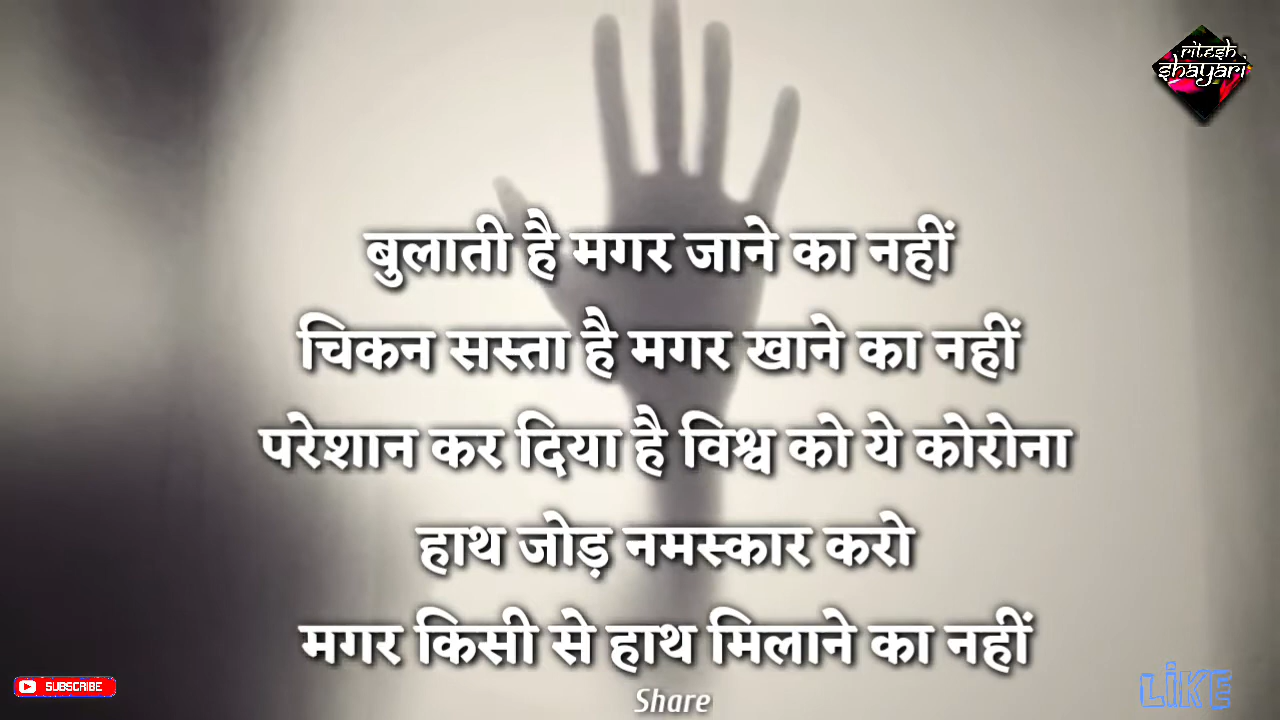 ritesh
shayari
बुलाती है मगर जाने का नहीं
चिकन सस्ता है मगर खाने का नहीं
परेशान कर दिया है विश्व को ये कोरोना
हाथ जोड़ नमस्कार करो
मगर किसी से हाथ मिलाने का नहीं
SUBSCRIBE
Share
LIKE